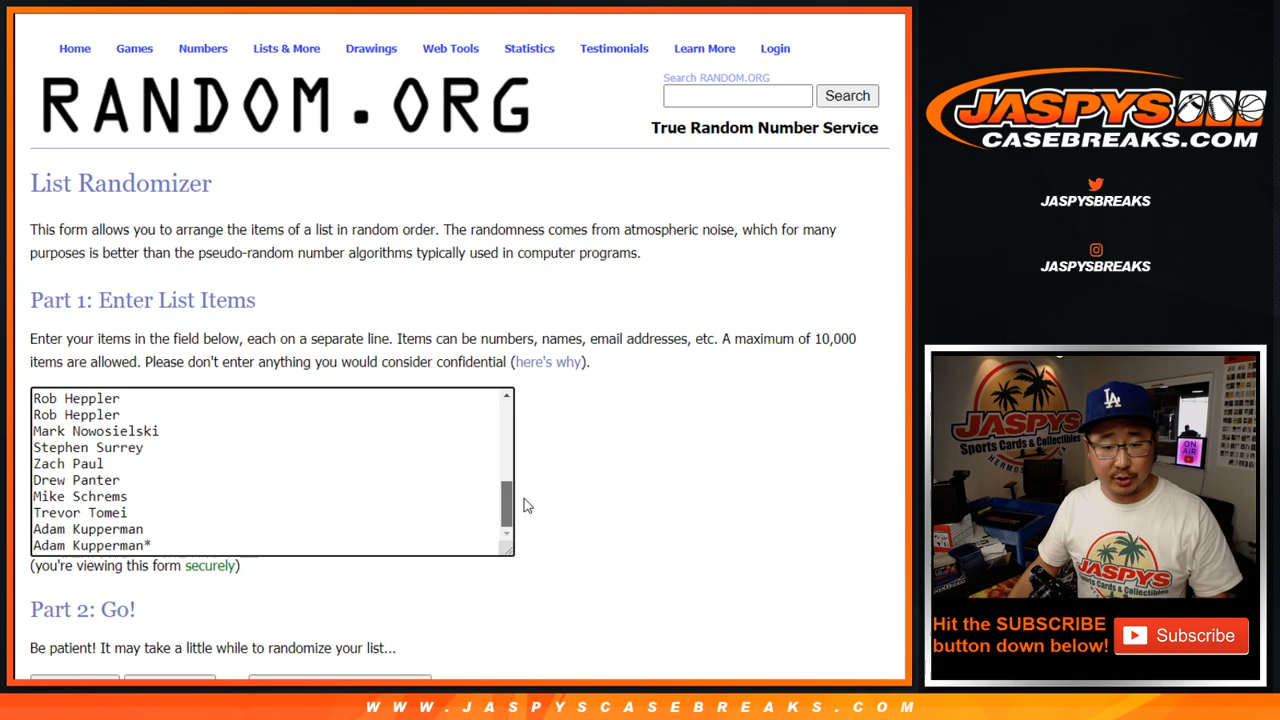 Home Games Numbers Lists & More Drawings Web Tools Statistics Testimonials Learn More Login
RANDOM.ORG
Search RANDOM.ORG
Search
True Random Number Service
List Randomizer
This form allows you to arrange the items of a list in random order. The randomness comes from atmospheric noise, which for many
purposes is better than the pseudo-random number algorithms typically used in computer programs.
Part 1: Enter List Items
Enter your items in the field below, each on a separate line. Items can be numbers, names, email addresses, etc. A maximum of 10,000
items are allowed. Please don't enter anything you would consider confidential (here's why).
Rob Heppler
Rob Heppler
Mark Nowosielski
Stephen Surrey
Zach Paul
Drew Panter
Mike Schrems
Trevor Tomei
Adam Kupperman
Adam Kupperman*
(you're viewing this form securely)
Part 2: Go!
Be patient! It may take a little while to randomize your list...
JASPYS
CASEBREAKS.COM
JASPYSBREAKS
JASPYSBREAKS
JASPYS
Sports Cards & Collectibles
HERMOSA
LA
ON
AIR
JASPYS
Hit the SUBSCRIBE
button down below!
Subscribe
WWW.JASPYSCASEBREAKS.COM